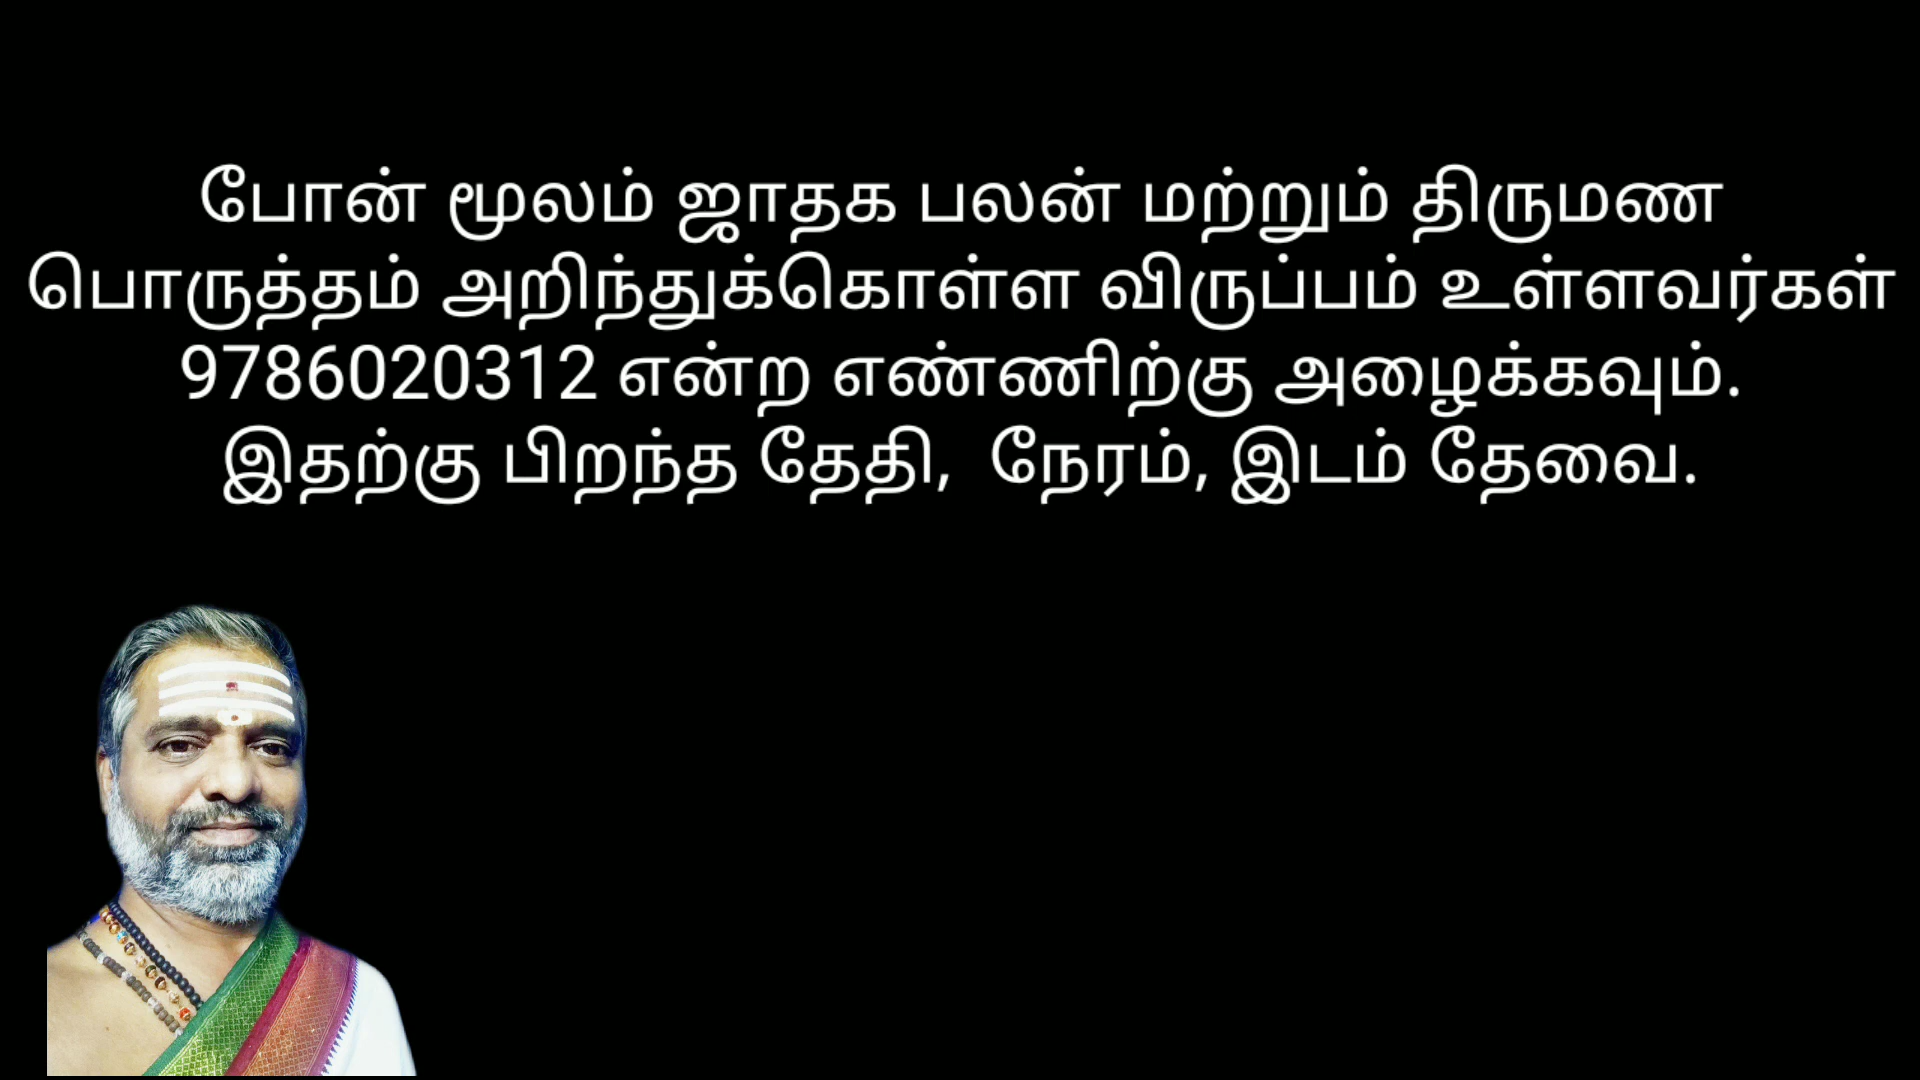 போன் மூலம் ஜாதக பலன் மற்றும் திருமண
பொருத்தம் அறிந்துக்கொள்ள விருப்பம் உள்ளவர்கள்
9786020312 என்ற எண்ணிற்கு அழைக்கவும்.
இதற்கு பிறந்த தேதி,  நேரம், இடம் தேவை.